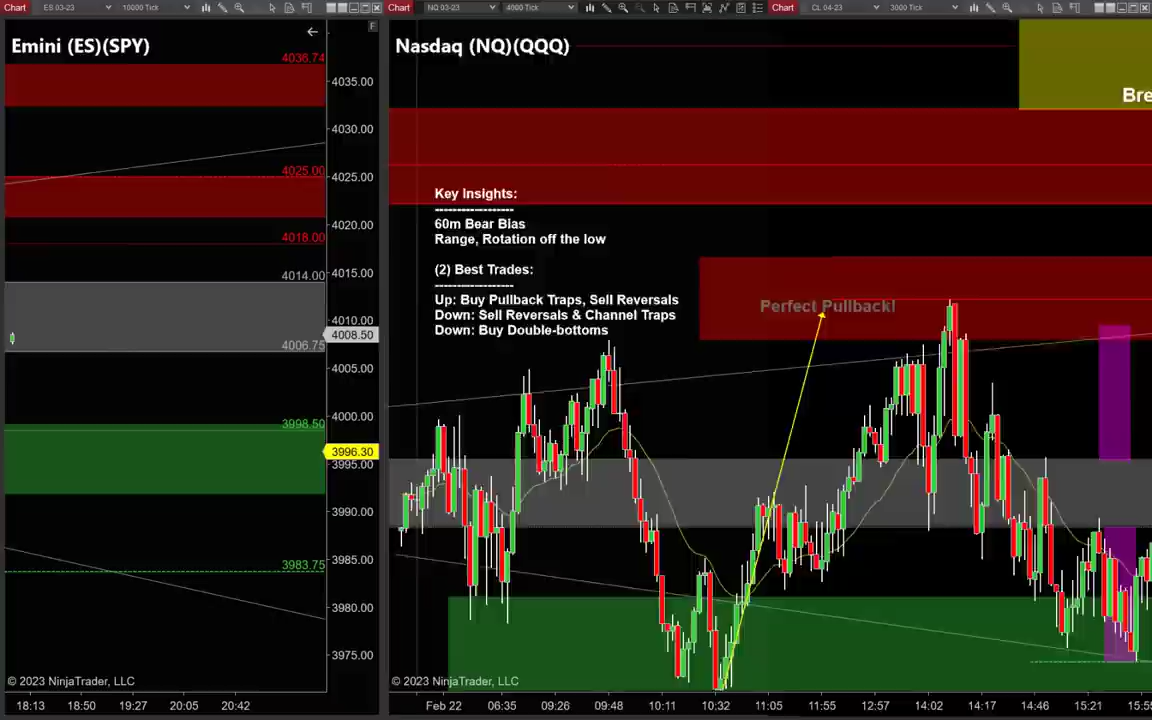 Chart
ES 03-23
10000 Tick
Chart
NQ 03-23
4000 Tick
Chart
CL 04-23
3000 Tick
F
Emini (ES)(SPY)
Nasdaq (NQ)(QQQ)
Bre
4036.74
4025.00
4018.00
4014.00
4006.75
3998.50
3983.75
4035.00
4030.00
4025.00
4020.00
4015.00
4010.00
4008.50
4005.00
4000.00
3996.30
3995.00
3990.00
3985.00
3980.00
3975.00
Key Insights:
--------------------
60m Bear Bias
Range, Rotation off the low
(2) Best Trades:
--------------------
Up: Buy Pullback Traps, Sell Reversals
Down: Sell Reversals & Channel Traps
Down: Buy Double-bottoms
Perfect Pullback!
© 2023 NinjaTrader, LLC
© 2023 NinjaTrader, LLC
18:13 18:50 19:27 20:05 20:42
Feb 22 06:35 09:26 09:48 10:11 10:32 11:05 11:55 12:57 14:02 14:17 14:46 15:21 15:55